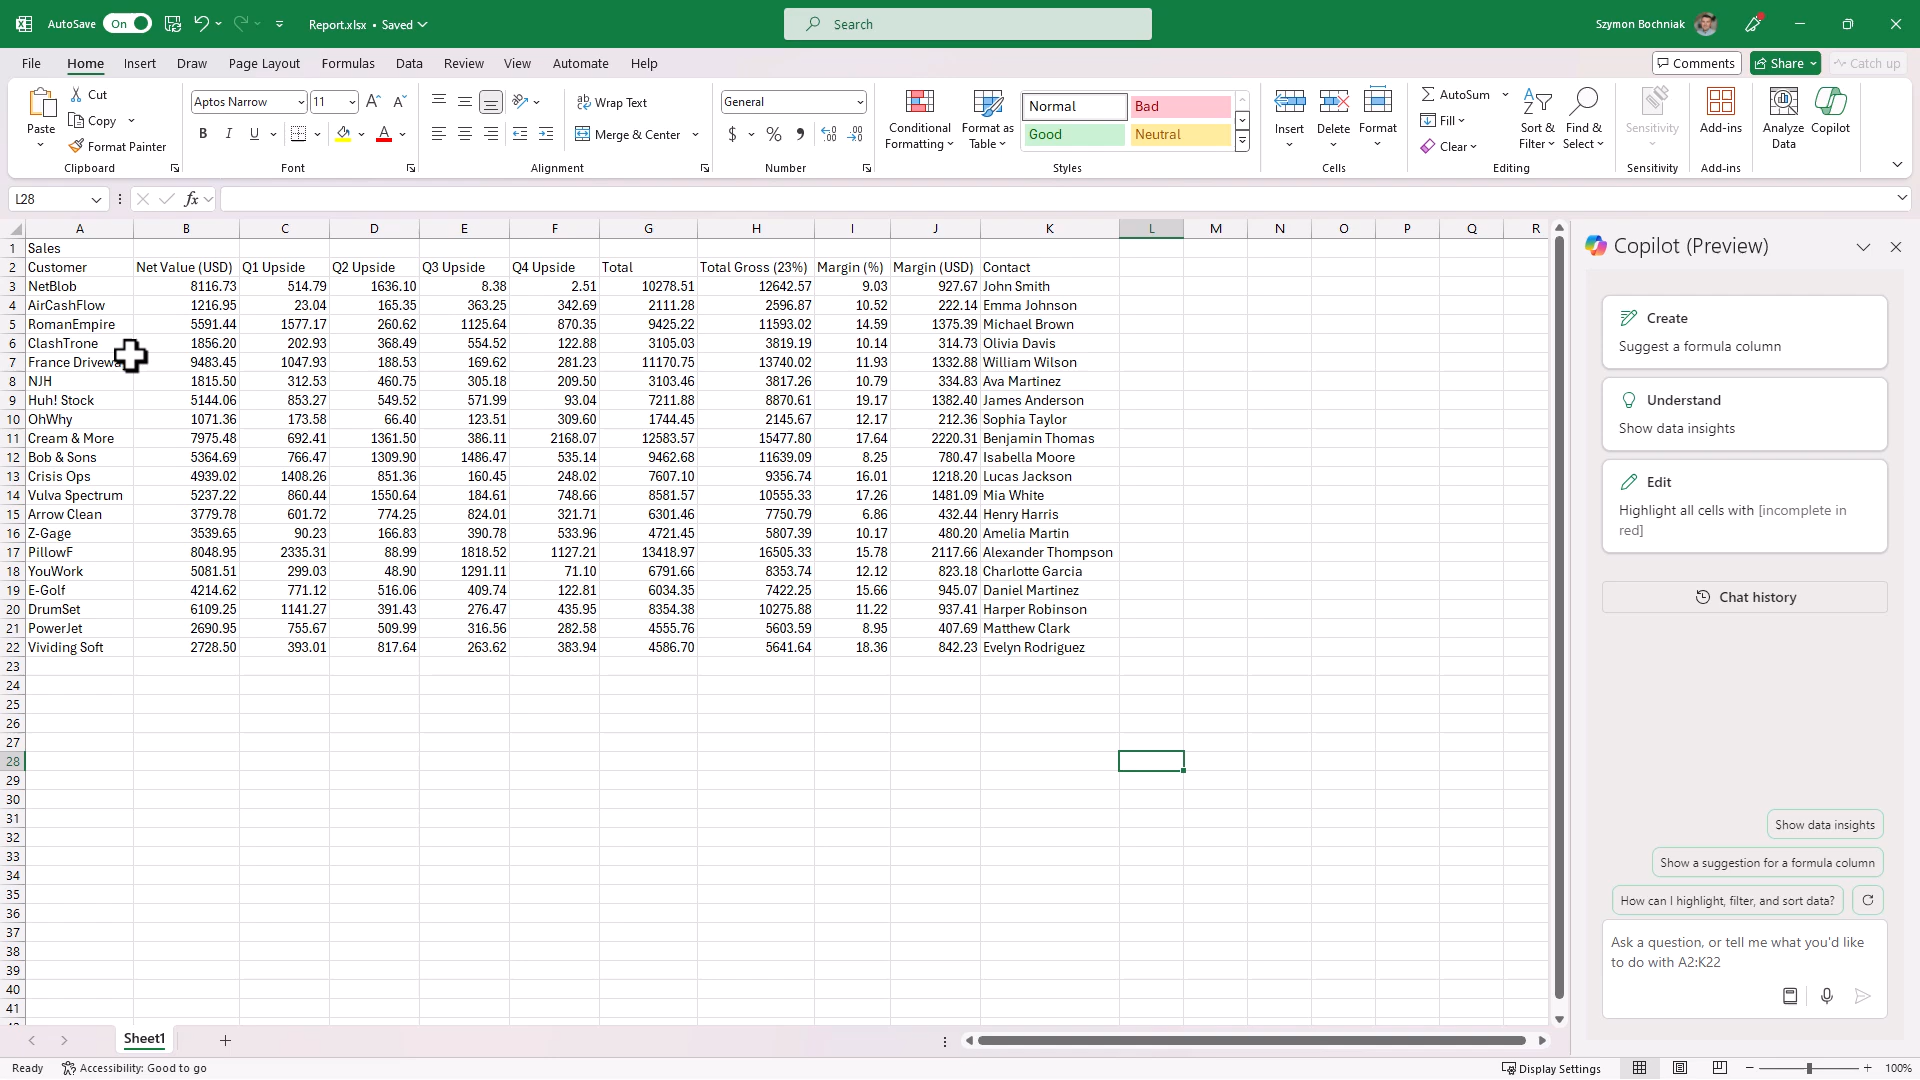 AutoSave On Report.xlsx • Saved Search Szymon Bochniak
File Home Insert Draw Page Layout Formulas Data Review View Automate Help Comments Share Catch up
Paste Cut Copy Format Painter Clipboard
Aptos Narrow 11 B I U A Font
Wrap Text Merge & Center Alignment
General $ % Number
Conditional Formatting Format as Table Normal Bad Good Neutral Styles
Insert Delete Format Cells
AutoSum Fill Clear Sort & Filter Find & Select Editing
Sensitivity Sensitivity
Add-ins Add-ins
Analyze Data Copilot
L28 fx
A B C D E F G H I J K L M N O P Q R
1 Sales
2 Customer Net Value (USD) Q1 Upside Q2 Upside Q3 Upside Q4 Upside Total Total Gross (23%) Margin (%) Margin (USD) Contact
3 NetBlob 8116.73 514.79 1636.10 8.38 2.51 10278.51 12642.57 9.03 927.67 John Smith
4 AirCashFlow 1216.95 23.04 165.35 363.25 342.69 2111.28 2596.87 10.52 222.14 Emma Johnson
5 RomanEmpire 5591.44 1577.17 260.62 1125.64 870.35 9425.22 11593.02 14.59 1375.39 Michael Brown
6 ClashTrone 1856.20 202.93 368.49 554.52 122.88 3105.03 3819.19 10.14 314.73 Olivia Davis
7 France 9483.45 1047.93 188.53 169.62 281.23 11170.75 13740.02 11.93 1332.88 William Wilson
8 NJH 1815.50 312.53 460.75 305.18 209.50 3103.46 3817.26 10.79 334.83 Ava Martinez
9 Huh! Stock 5144.06 853.27 549.52 571.99 93.04 7211.88 8870.61 19.17 1382.40 James Anderson
10 OhWhy 1071.36 173.58 66.40 123.51 309.60 1744.45 2145.67 12.17 212.36 Sophia Taylor
11 Cream & More 7975.48 692.41 1361.50 386.11 2168.07 12583.57 15477.80 17.64 2220.31 Benjamin Thomas
12 Bob & Sons 5364.69 766.47 1309.90 1486.47 535.14 9462.68 11639.09 8.25 780.47 Isabella Moore
13 Crisis Ops 4939.02 1408.26 851.36 160.45 248.02 7607.10 9356.74 16.01 1218.20 Lucas Jackson
14 Vulva Spectrum 5237.22 860.44 1550.64 184.61 748.66 8581.57 10555.33 17.26 1481.09 Mia White
15 Arrow Clean 3779.78 601.72 774.25 824.01 321.71 6301.46 7750.79 6.86 432.44 Henry Harris
16 Z-Gage 3539.65 90.23 166.83 390.78 533.96 4721.45 5807.39 10.17 480.20 Amelia Martin
17 PillowF 8048.95 2335.31 88.99 1818.52 1127.21 13418.97 16505.33 15.78 2117.66 Alexander Thompson
18 YouWork 5081.51 299.03 48.90 1291.11 71.10 6791.66 8353.74 12.12 823.18 Charlotte Garcia
19 E-Golf 4214.62 771.12 516.06 409.74 122.81 6034.35 7422.25 15.66 945.07 Daniel Martinez
20 DrumSet 6109.25 1141.27 391.43 276.47 435.95 8354.38 10275.88 11.22 937.41 Harper Robinson
21 PowerJet 2690.95 755.67 509.99 316.56 282.58 4555.76 5603.59 8.95 407.69 Matthew Clark
22 Vividing Soft 2728.50 393.01 817.64 263.62 383.94 4586.70 5641.64 18.36 842.23 Evelyn Rodriguez
23
24
25
26
27
28
29
30
31
32
33
34
35
36
37
38
39
40
41
Copilot (Preview)
Create
Suggest a formula column
Understand
Show data insights
Edit
Highlight all cells with [incomplete in
red]
Chat history
Show data insights
Show a suggestion for a formula column
How can I highlight, filter, and sort data?
Ask a question, or tell me what you'd like
to do with A2:K22
Sheet1
Ready Accessibility: Good to go Display Settings 100%